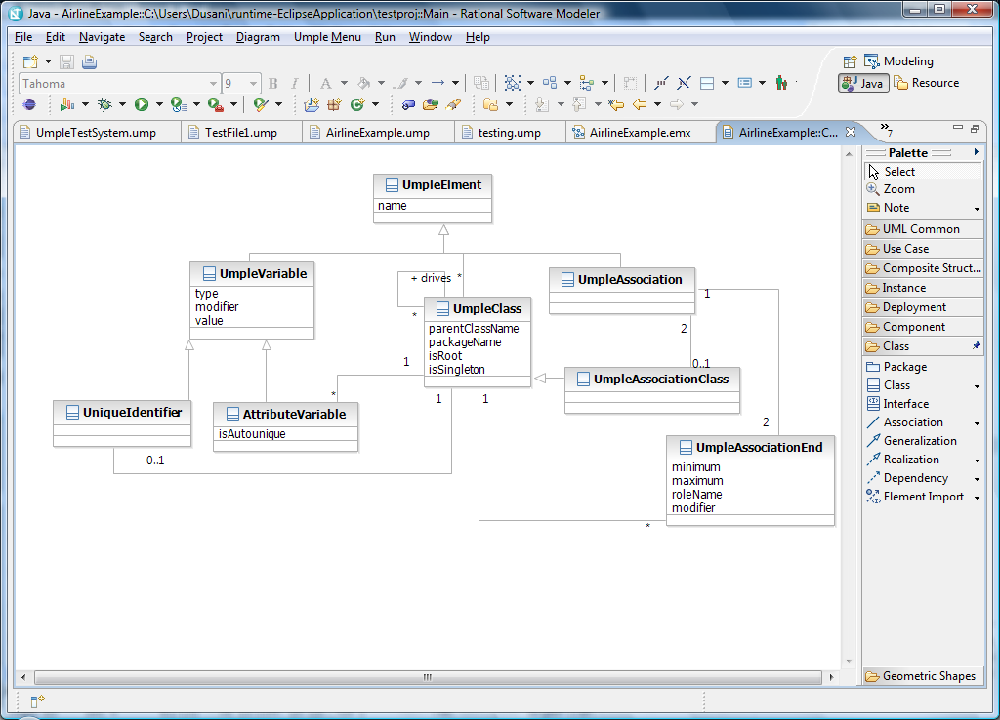 Java - AirlineExample::C:\Users\Dusani\runtime-EclipseApplication\testproj::Main - Rational Software Modeler
File Edit Navigate Search Project Diagram Umple Menu Run Window Help
Modeling
Tahoma 9 B I A
Java Resource
UmpleTestSystem.ump TestFile1.ump AirlineExample.ump testing.ump AirlineExample.emx AirlineExample::C... »7
UmpleElment
name
UmpleVariable
type
modifier
value
+ drives *
*
UmpleClass
parentClassName
packageName
isRoot
isSingleton
UmpleAssociation
1
2
0..1
UmpleAssociationClass
1
*
UniqueIdentifier
AttributeVariable
isAutounique
1
1
0..1
2
UmpleAssociationEnd
minimum
maximum
roleName
modifier
*
Palette
Select
Zoom
Note
UML Common
Use Case
Composite Struct...
Instance
Deployment
Component
Class
Package
Class
Interface
Association
Generalization
Realization
Dependency
Element Import
Geometric Shapes